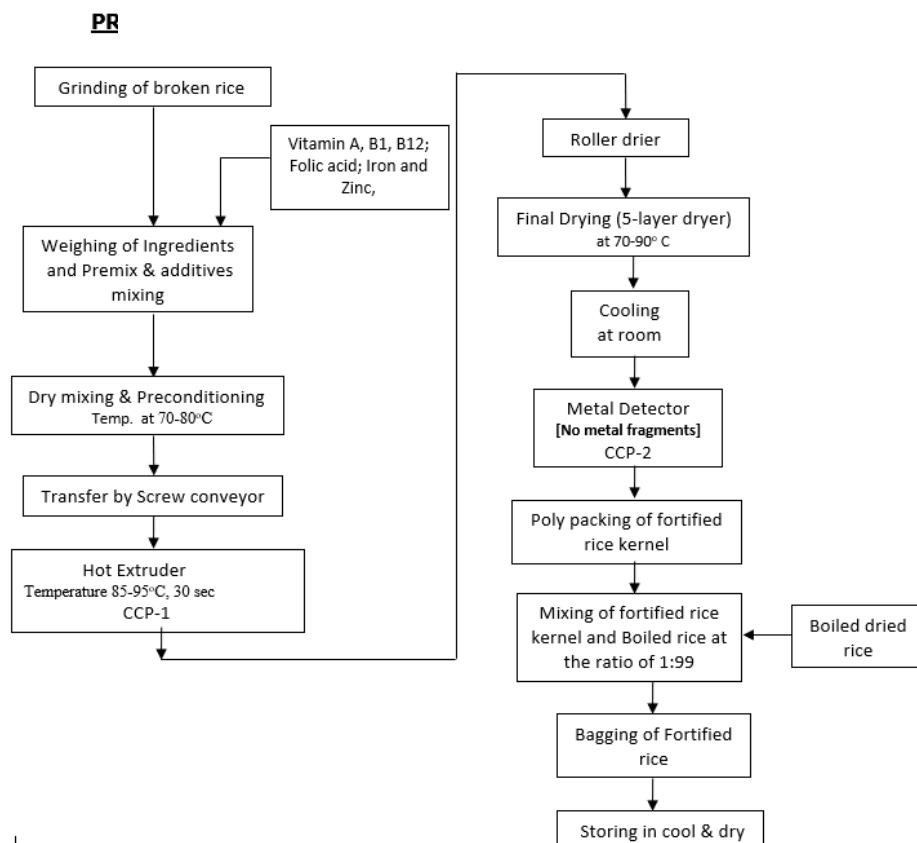 PR
Grinding of broken rice
Vitamin A, B1, B12;
Folic acid; Iron and
Zinc,
Weighing of Ingredients
and Premix & additives
mixing
Dry mixing & Preconditioning
Temp. at 70-80°C
Transfer by Screw conveyor
Hot Extruder
Temperature 85-95°C, 30 sec
CCP-1
Roller drier
Final Drying (5-layer dryer)
at 70-90° C
Cooling
at room
Metal Detector
[No metal fragments]
CCP-2
Poly packing of fortified
rice kernel
Mixing of fortified rice
kernel and Boiled rice at
the ratio of 1:99
Boiled dried
rice
Bagging of Fortified
rice
Storing in cool & dry